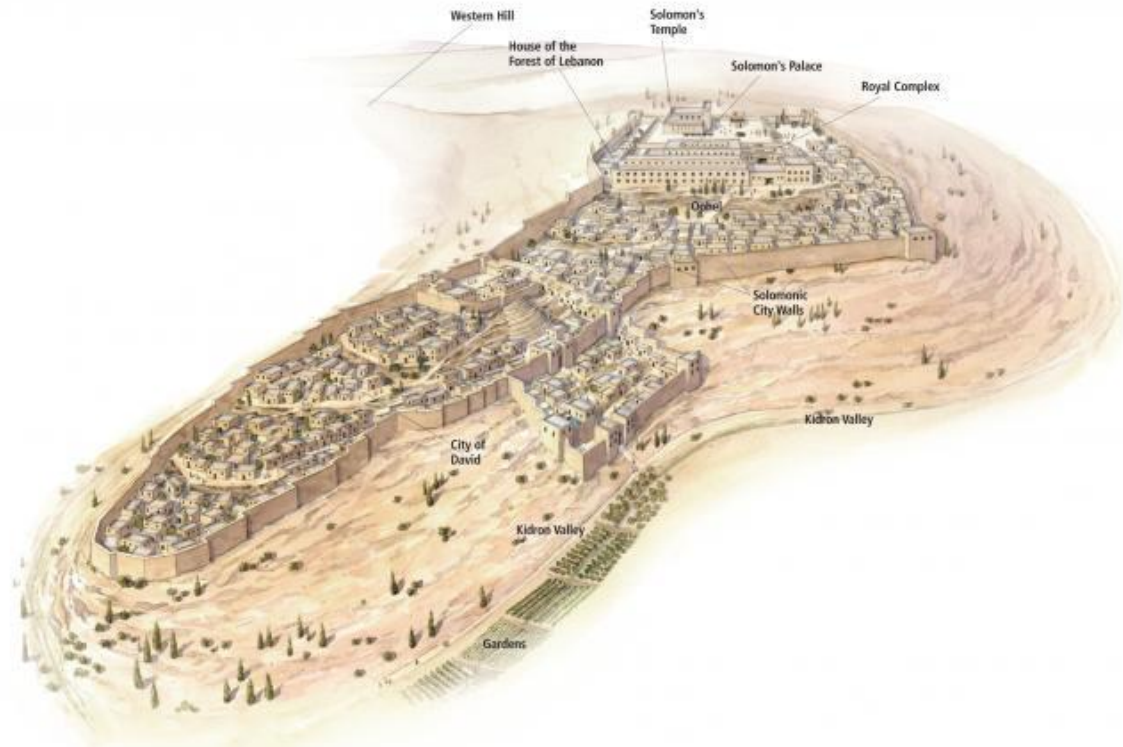 Western Hill
Solomon's
Temple
House of the
Forest of Lebanon
Solomon's Palace
Royal Complex
Ophel
Solomonic
City Walls
Kidron Valley
City of
David
Kidron Valley
Gardens